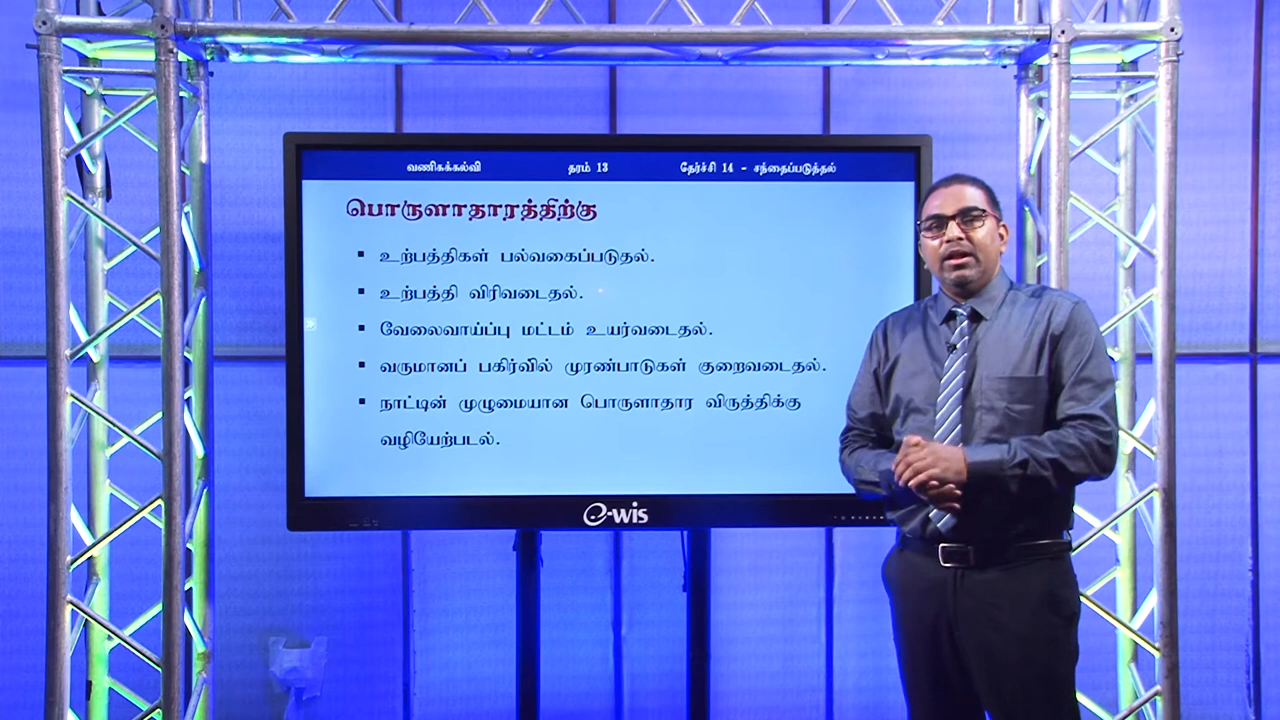 வணிகக்கல்வி தரம் 13 தேர்ச்சி 14 - சந்தைப்படுத்தல்
பொருளாதாரத்திற்கு
▪ உற்பத்திகள் பல்வகைப்படுதல்.
▪ உற்பத்தி விரிவடைதல்.
▪ வேலைவாய்ப்பு மட்டம் உயர்வடைதல்.
▪ வருமானப் பகிர்வில் முரண்பாடுகள் குறைவடைதல்.
▪ நாட்டின் முழுமையான பொருளாதார விருத்திக்கு
வழியேற்படல்.
e-wis